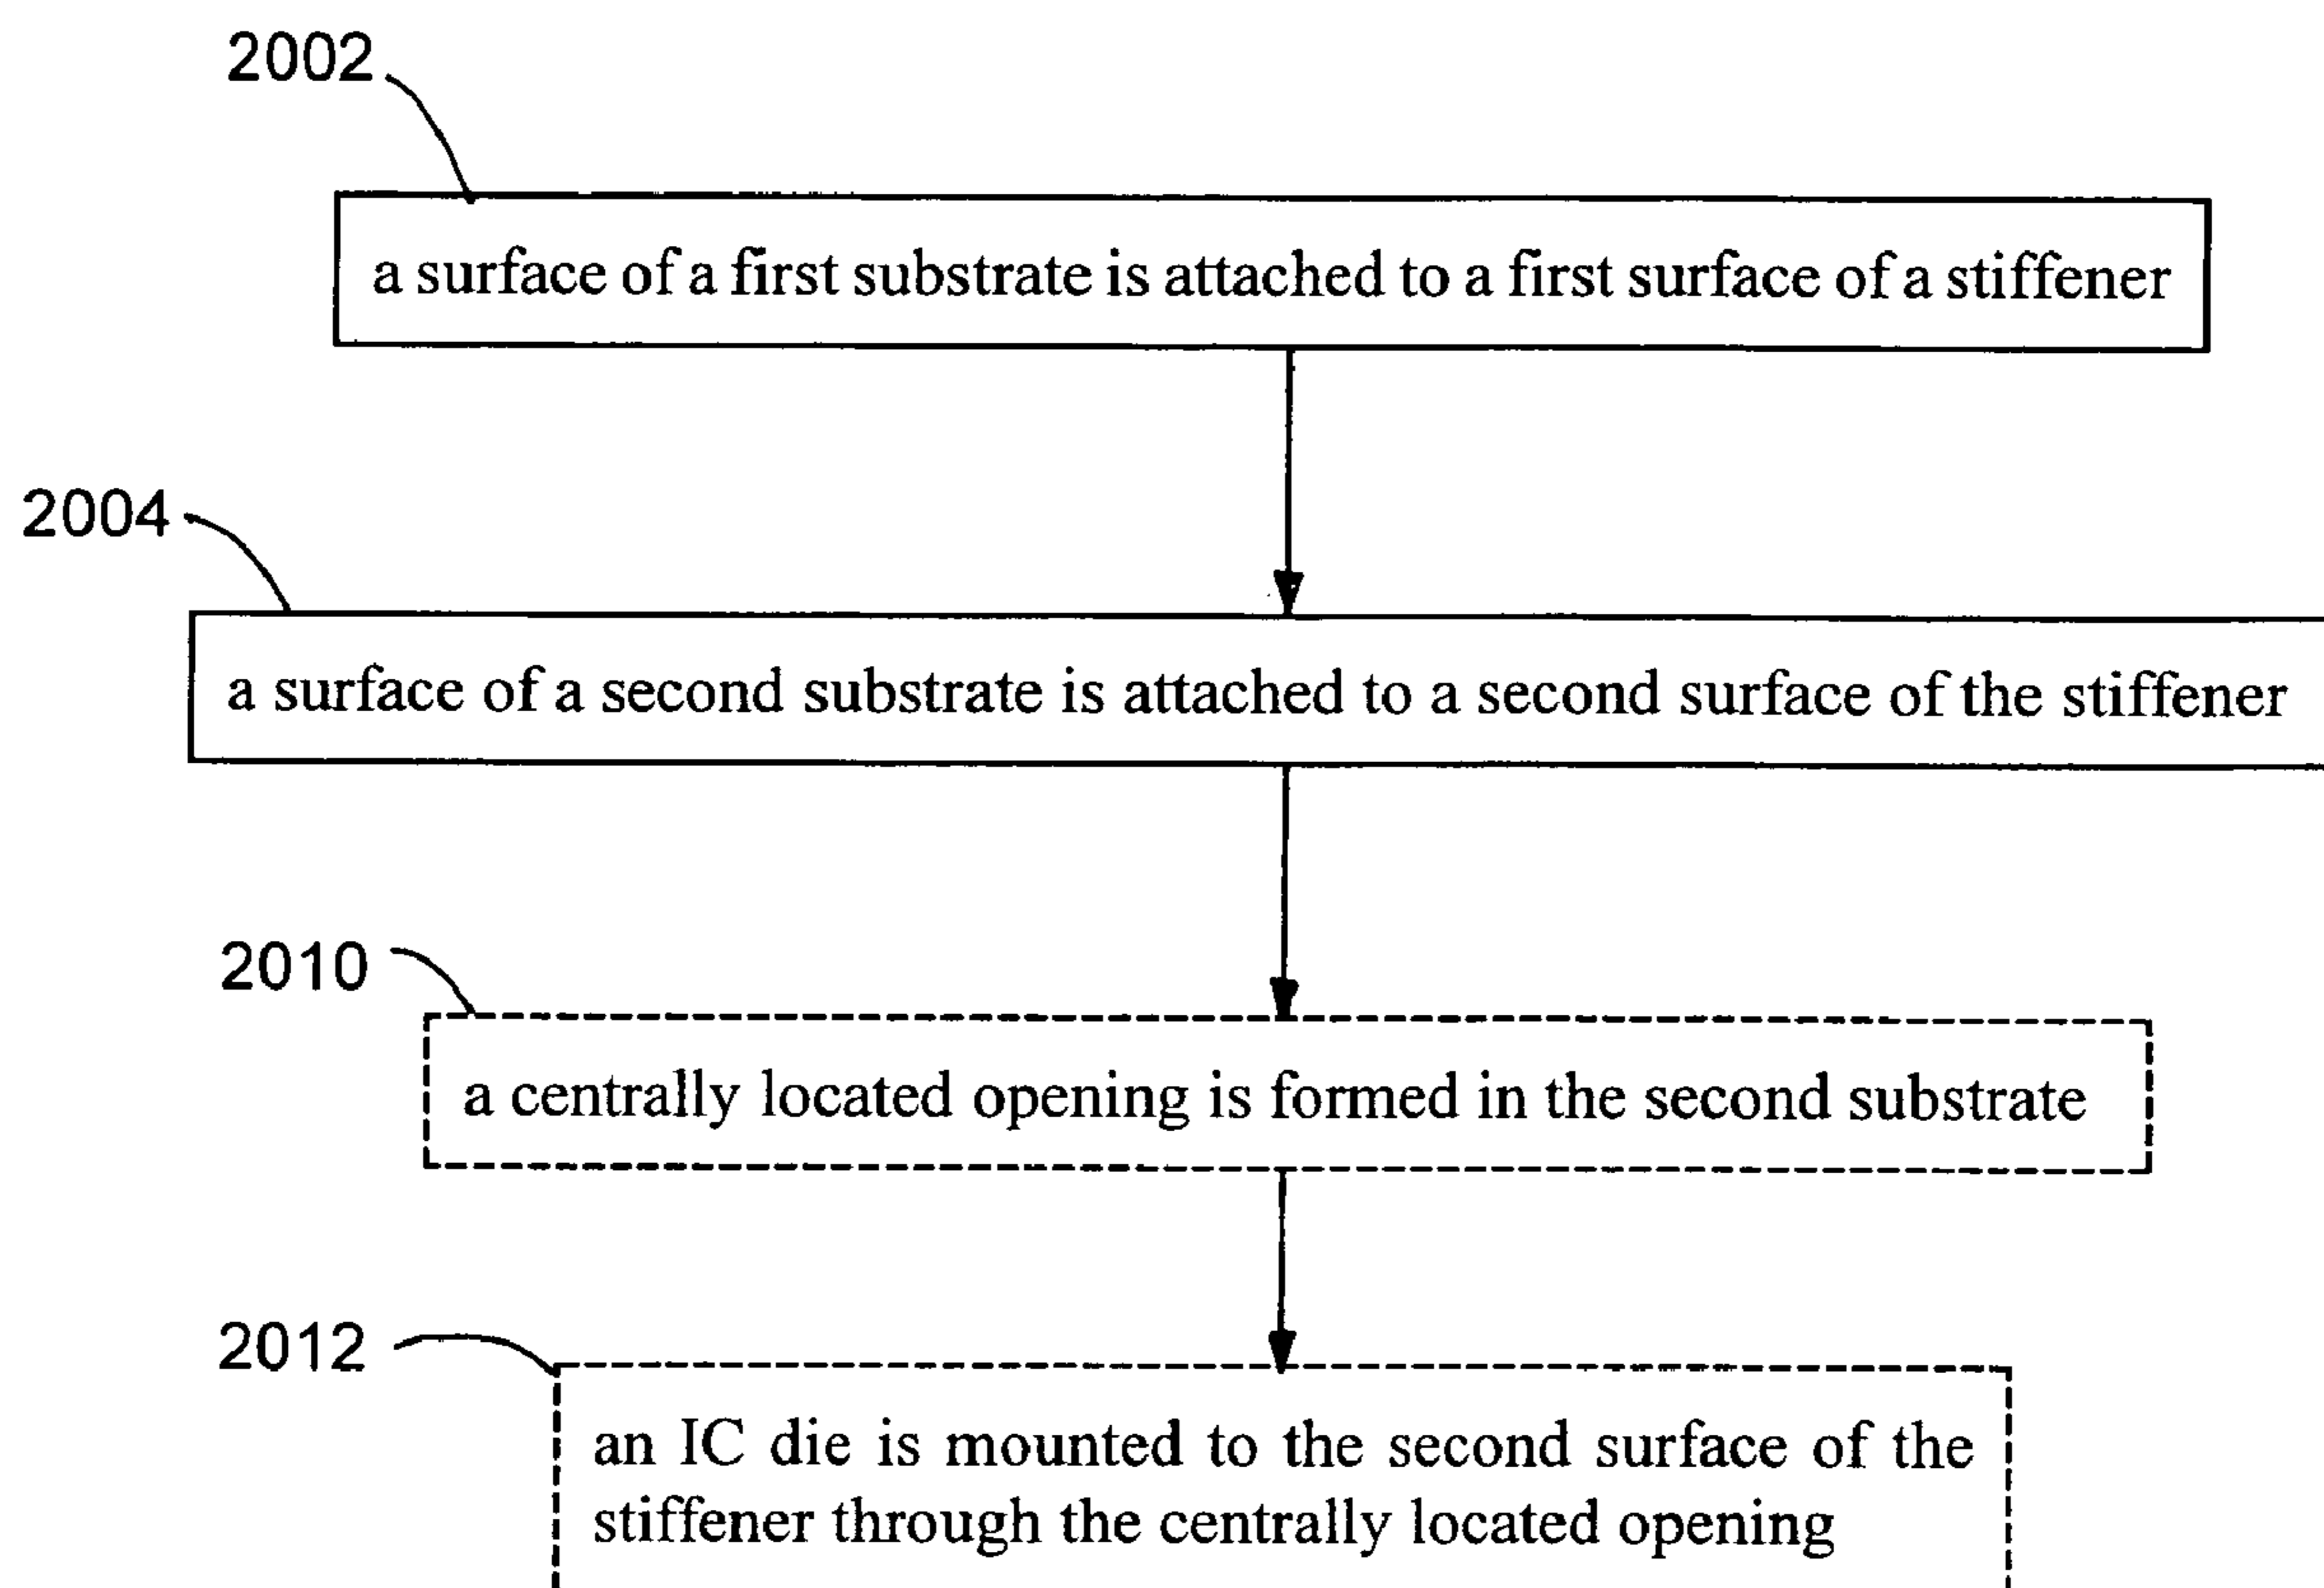 2002
a surface of a first substrate is attached to a first surface of a stiffener
2004
a surface of a second substrate is attached to a second surface of the stiffener
2010
a centrally located opening is formed in the second substrate
2012
an IC die is mounted to the second surface of the
stiffener through the centrally located opening